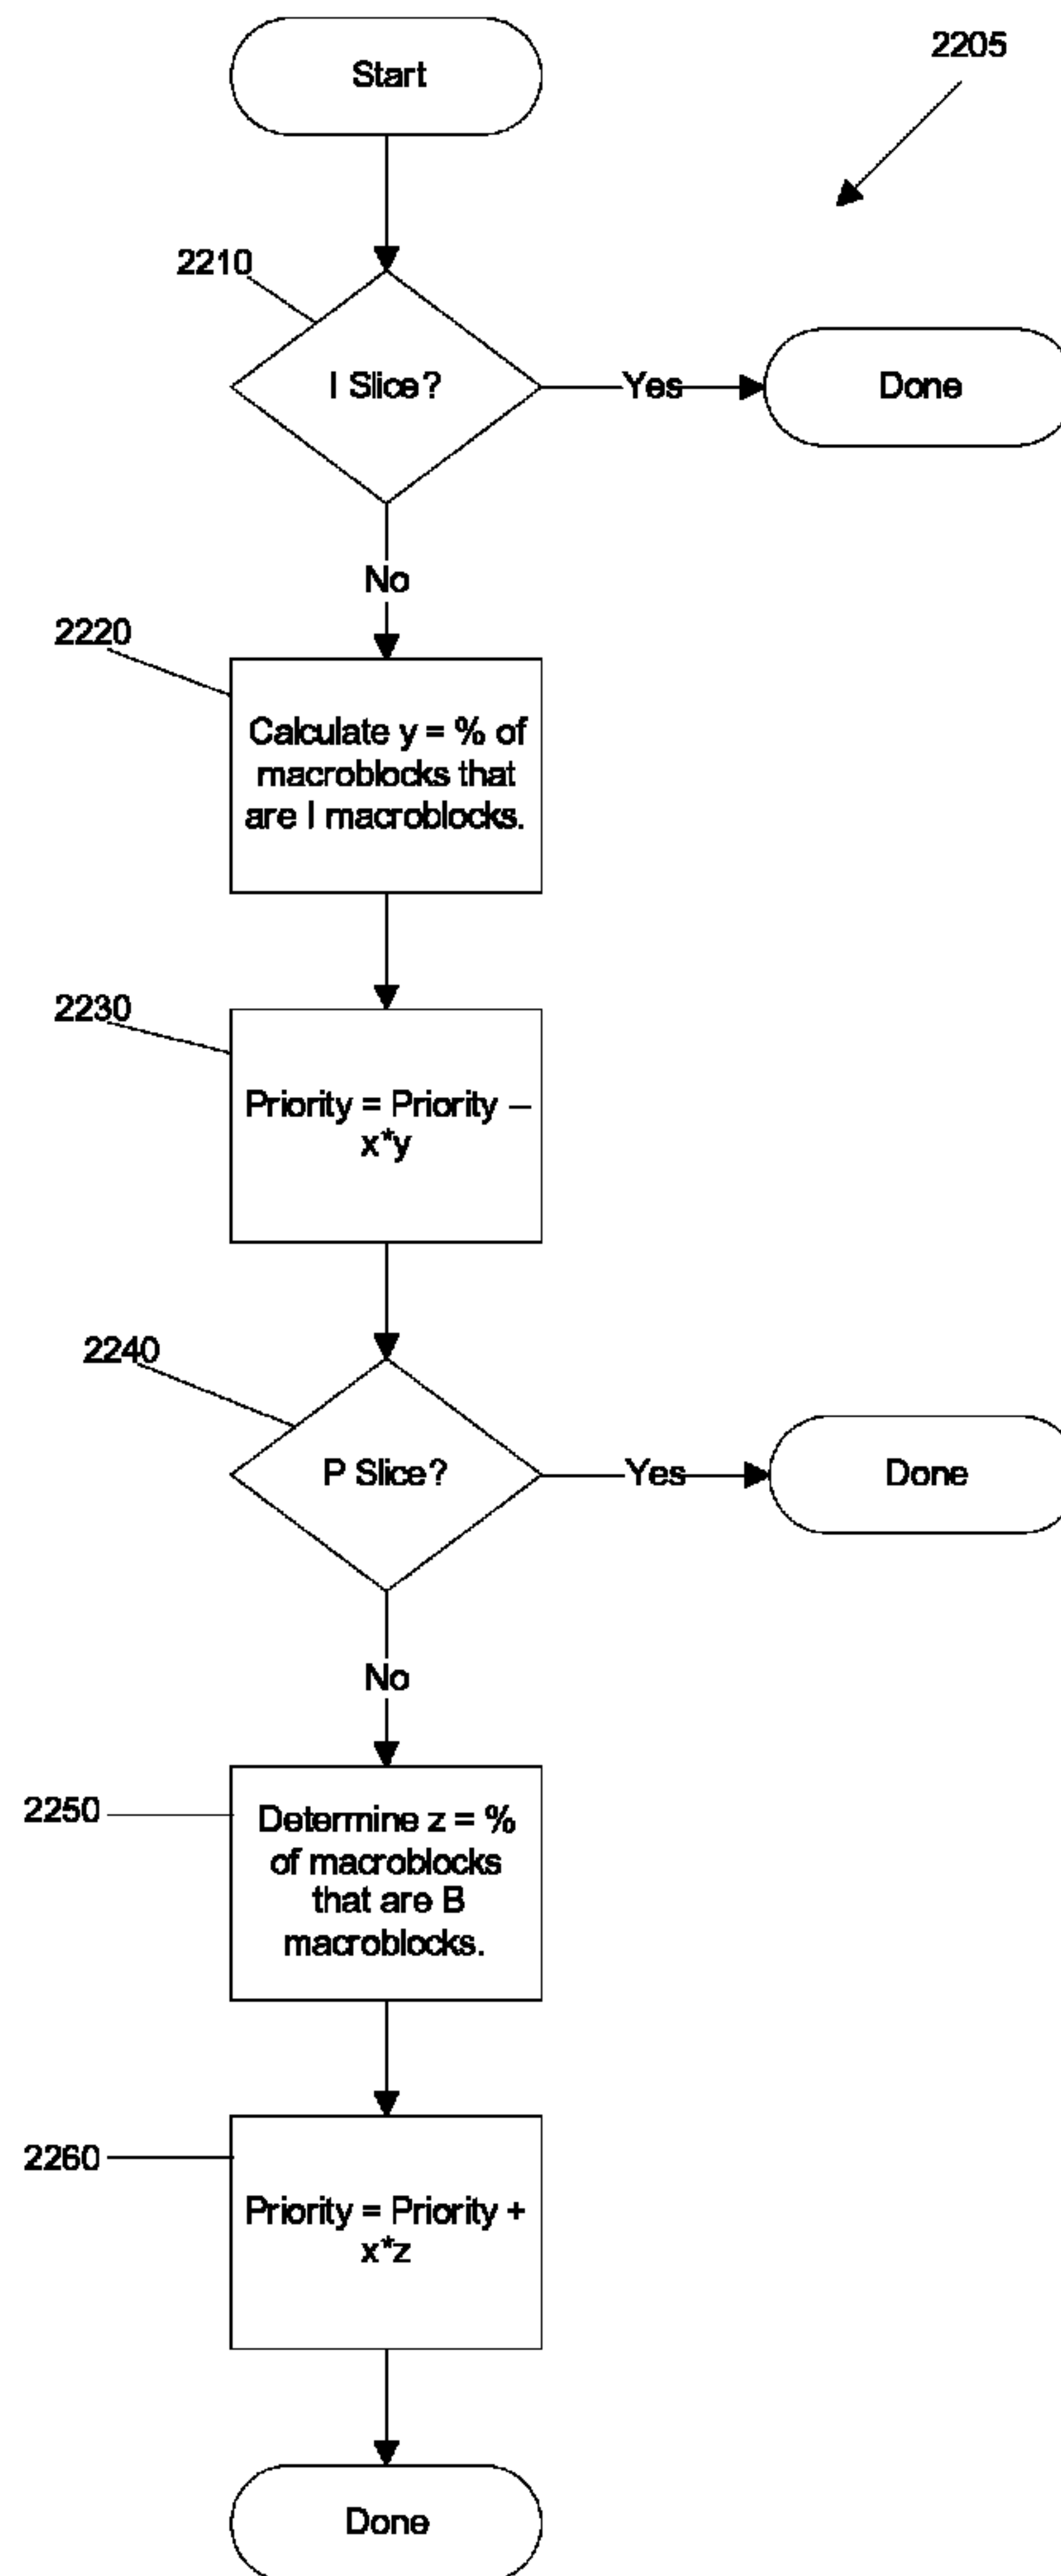 Start
2205
2210
I Slice?
Yes
Done
No
2220
Calculate y = % of
macroblocks that
are I macroblocks.
2230
Priority = Priority –
x*y
2240
P Slice?
Yes
Done
No
2250
Determine z = %
of macroblocks
that are B
macroblocks.
2260
Priority = Priority +
x*z
Done